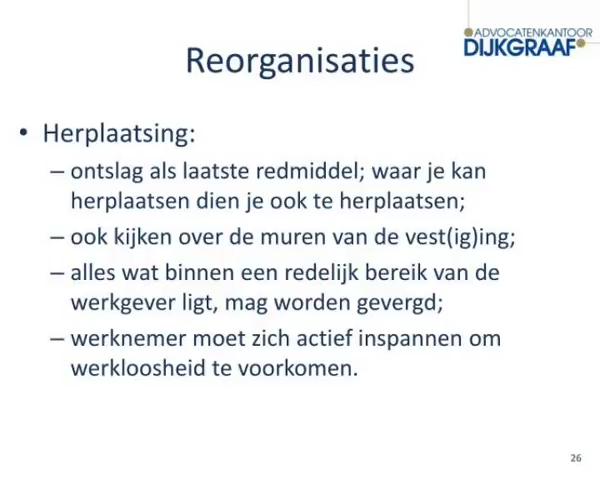 ADVOCATENKANTOOR
DIJKGRAAF
Reorganisaties
• Herplaatsing:
– ontslag als laatste redmiddel; waar je kan
herplaatsen dien je ook te herplaatsen;
– ook kijken over de muren van de vest(ig)ing;
– alles wat binnen een redelijk bereik van de
werkgever ligt, mag worden gevergd;
– werknemer moet zich actief inspannen om
werkloosheid te voorkomen.
26